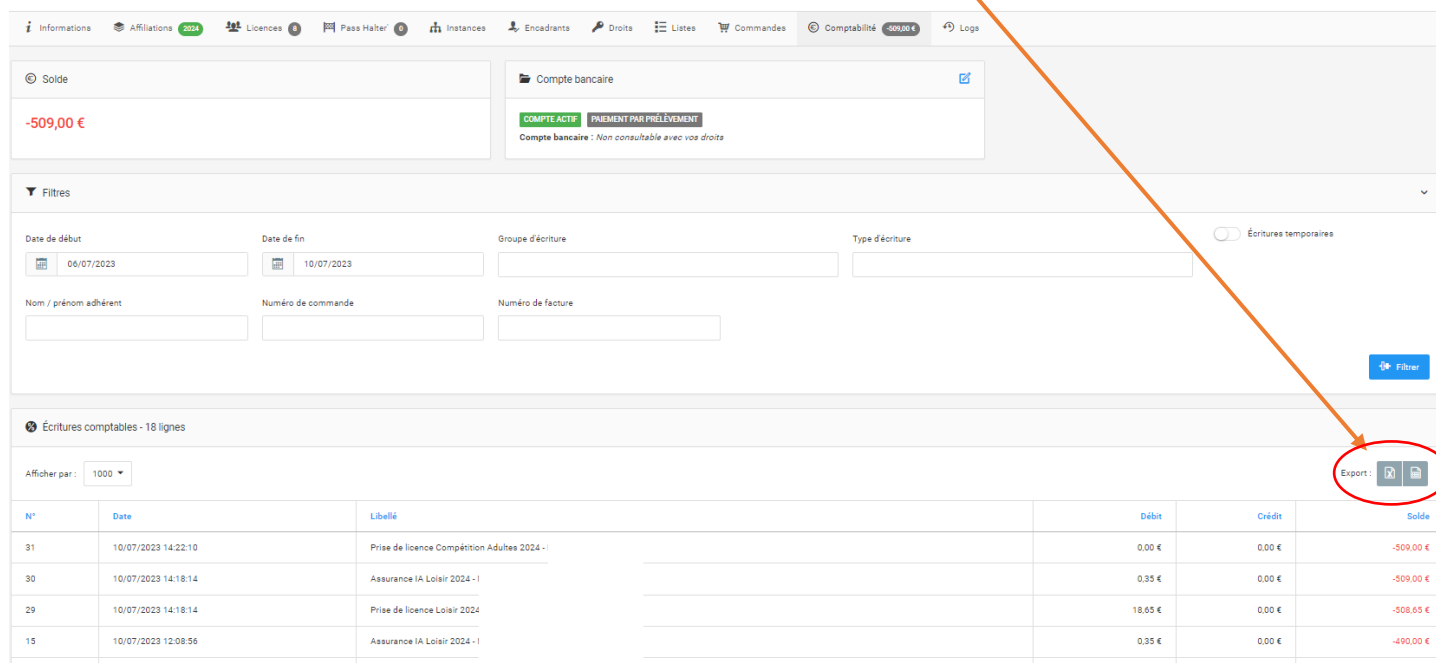 Informations Affiliations 2024 Licences 8 Pass Halter' 0 Instances Encadrants Droits Listes Commandes Comptabilité -509,00 € Logs
Solde
-509,00 €
Compte bancaire
COMPTE ACTIF PAIEMENT PAR PRÉLÈVEMENT
Compte bancaire : Non consultable avec vos droits
Filtres
Date de début Date de fin Groupe d'écriture Type d'écriture Écritures temporaires
06/07/2023 10/07/2023
Nom / prénom adhérent Numéro de commande Numéro de facture
Filtrer
Écritures comptables - 18 lignes
Afficher par : 1000 Export :
N° Date Libellé Débit Crédit Solde
31 10/07/2023 14:22:10 Prise de licence Compétition Adultes 2024 - 0,00 € 0,00 € -509,00 €
30 10/07/2023 14:18:14 Assurance IA Loisir 2024 - 0,35 € 0,00 € -509,00 €
29 10/07/2023 14:18:14 Prise de licence Loisir 2024 18,65 € 0,00 € -508,65 €
15 10/07/2023 12:08:56 Assurance IA Loisir 2024 - 0,35 € 0,00 € -490,00 €